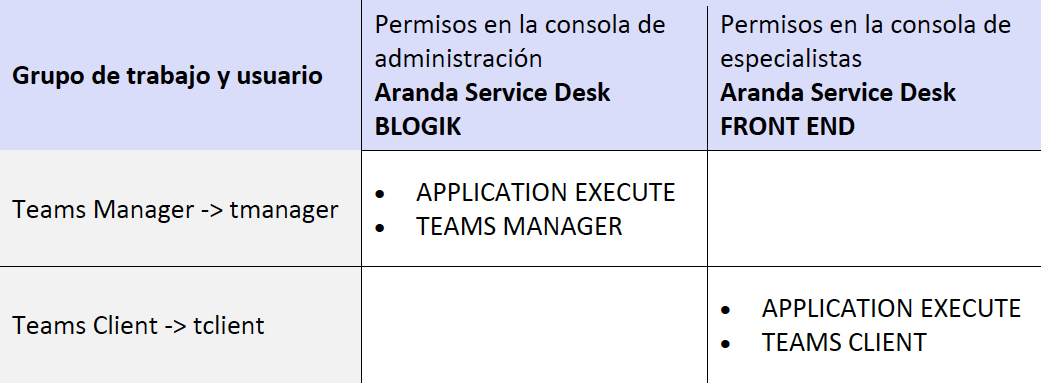 Grupo de trabajo y usuario
Permisos en la consola de
administración
Aranda Service Desk
BLOGIK
Permisos en la consola de
especialistas
Aranda Service Desk
FRONT END
Teams Manager -> tmanager
• APPLICATION EXECUTE
• TEAMS MANAGER
Teams Client -> tclient
• APPLICATION EXECUTE
• TEAMS CLIENT